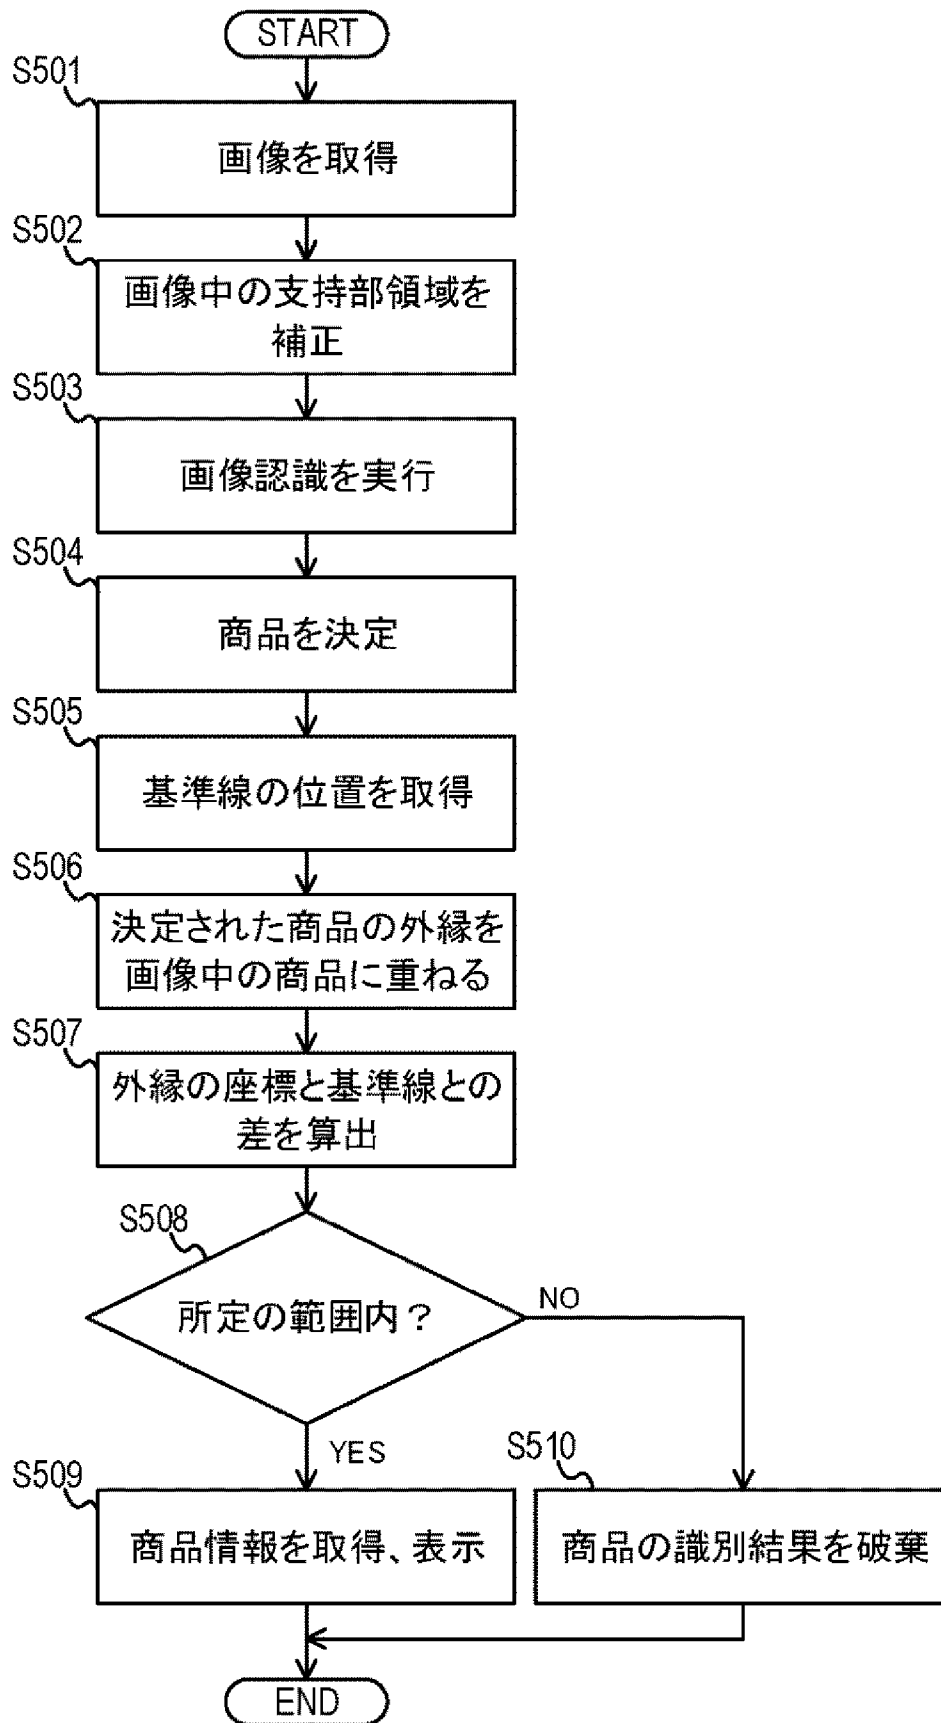 START
S501
画像を取得
S502
画像中の支持部領域を
補正
S503
画像認識を実行
S504
商品を決定
S505
基準線の位置を取得
S506
決定された商品の外縁を
画像中の商品に重ねる
S507
外縁の座標と基準線との
差を算出
S508
所定の範囲内？
NO
YES
S509
商品情報を取得、表示
S510
商品の識別結果を破棄
END